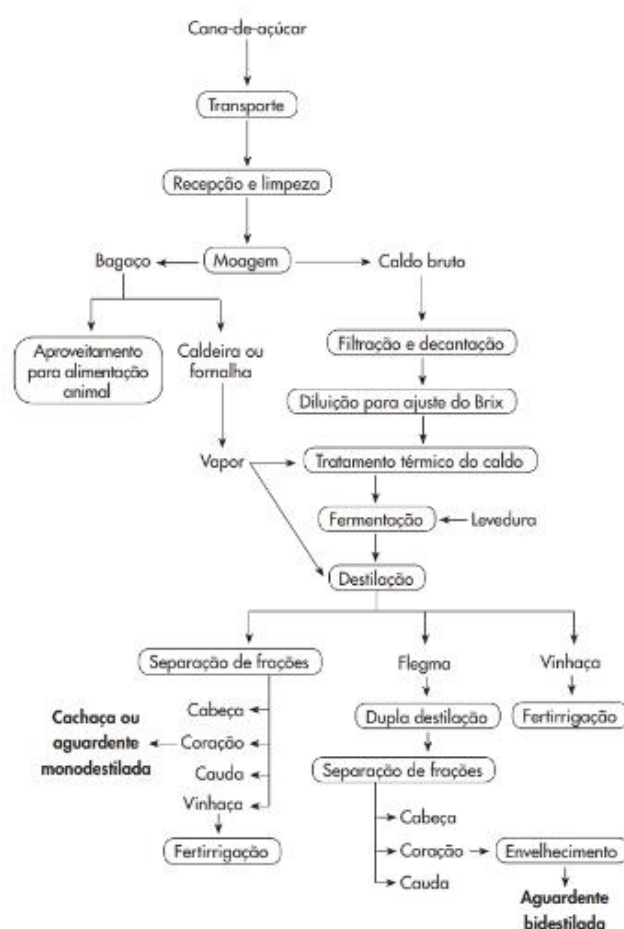 Cana-de-açúcar
Transporte
Recepção e limpeza
Bagaço
Moagem
Caldo bruto
Aproveitamento
para alimentação
animal
Caldeira ou
fornalha
Filtração e decantação
Diluição para ajuste do Brix
Vapor
Tratamento térmico do caldo
Fermentação
Levedura
Destilação
Separação de frações
Flegma
Vinhaça
Cabeça
Dupla destilação
Fertirrigação
Cachaça ou
aguardente
monodestilada
Coração
Cauda
Vinhaça
Fertirrigação
Separação de frações
Cabeça
Coração
Envelhecimento
Cauda
Aguardente
bidestilada